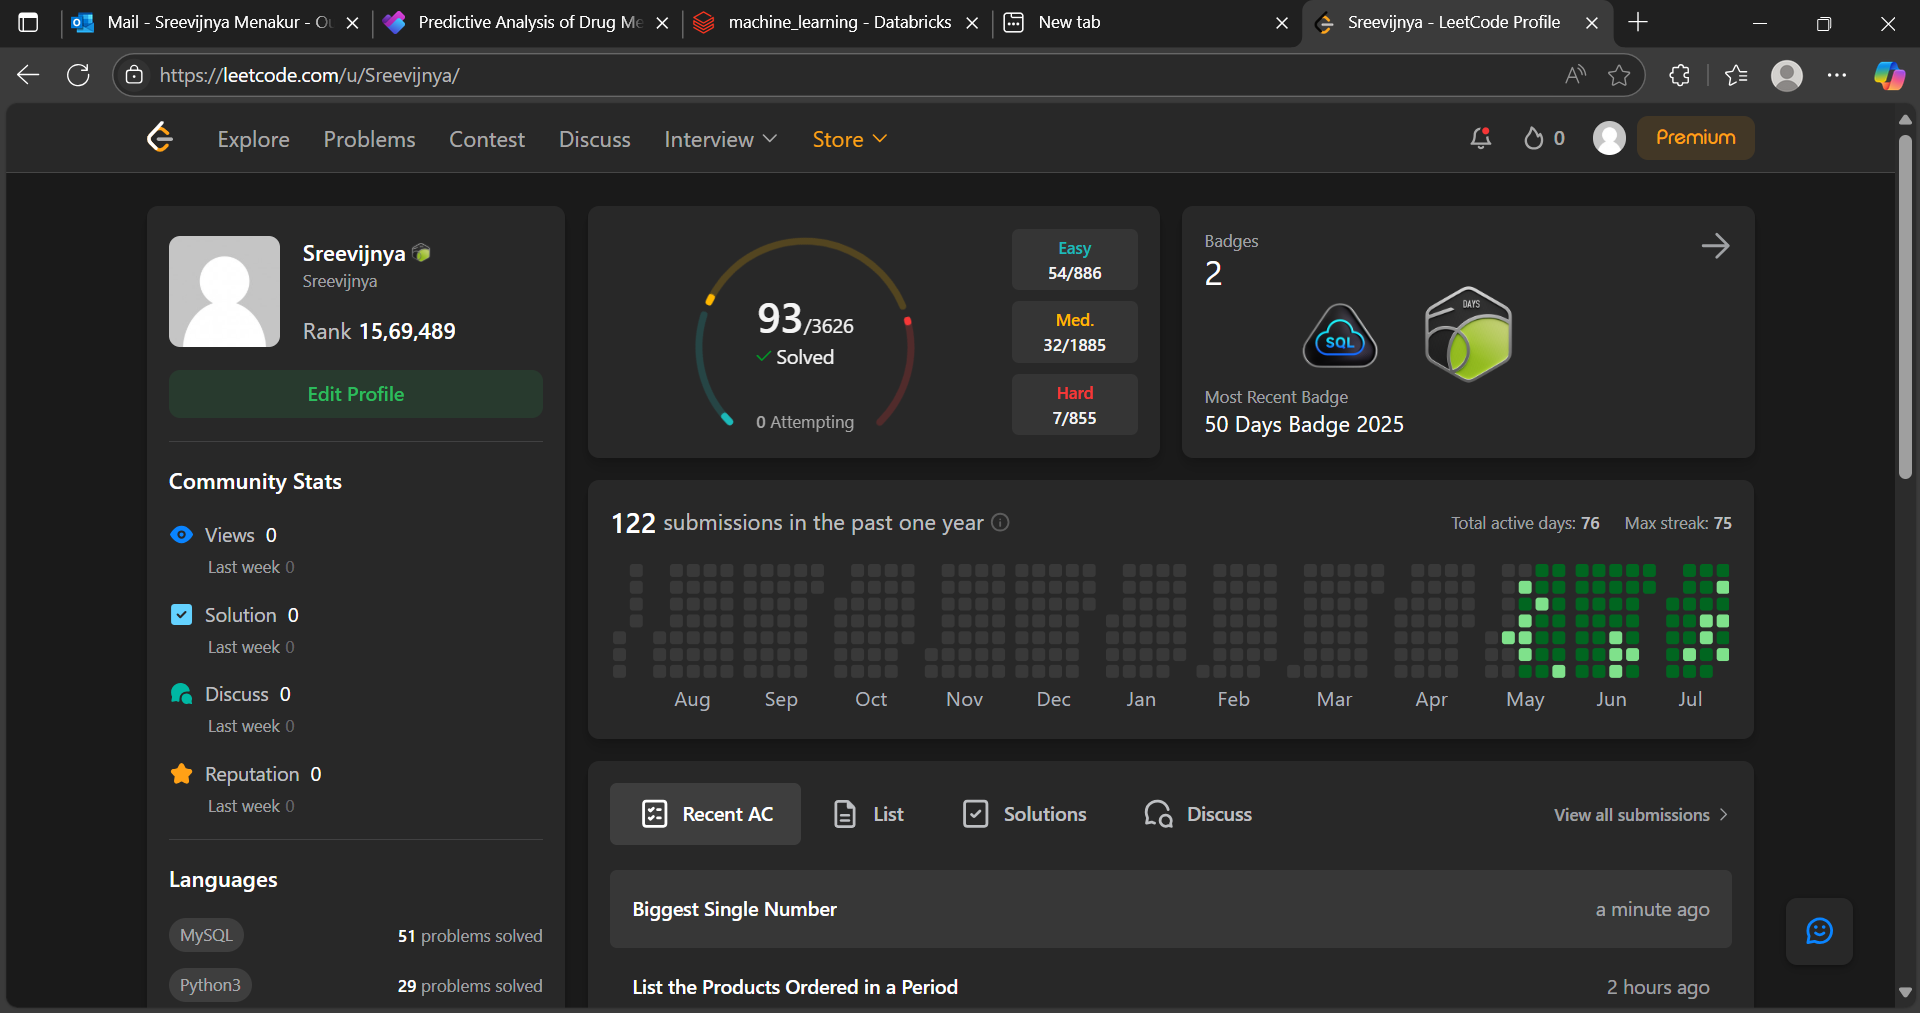 Mail - Sreevijnya Menakur - Ou
Predictive Analysis of Drug Me
machine_learning - Databricks
New tab
Sreevijnya - LeetCode Profile
https://leetcode.com/u/Sreevijnya/
Explore
Problems
Contest
Discuss
Interview
Store
0
Premium
Sreevijnya
Sreevijnya
Rank 15,69,489
Edit Profile
Community Stats
Views 0
Last week 0
Solution 0
Last week 0
Discuss 0
Last week 0
Reputation 0
Last week 0
Languages
MySQL
51 problems solved
Python3
29 problems solved
93/3626
Solved
0 Attempting
Easy
54/886
Med.
32/1885
Hard
7/855
Badges
2
SQL
DAYS
Most Recent Badge
50 Days Badge 2025
122 submissions in the past one year
Total active days: 76
Max streak: 75
Aug
Sep
Oct
Nov
Dec
Jan
Feb
Mar
Apr
May
Jun
Jul
Recent AC
List
Solutions
Discuss
View all submissions
Biggest Single Number
a minute ago
List the Products Ordered in a Period
2 hours ago